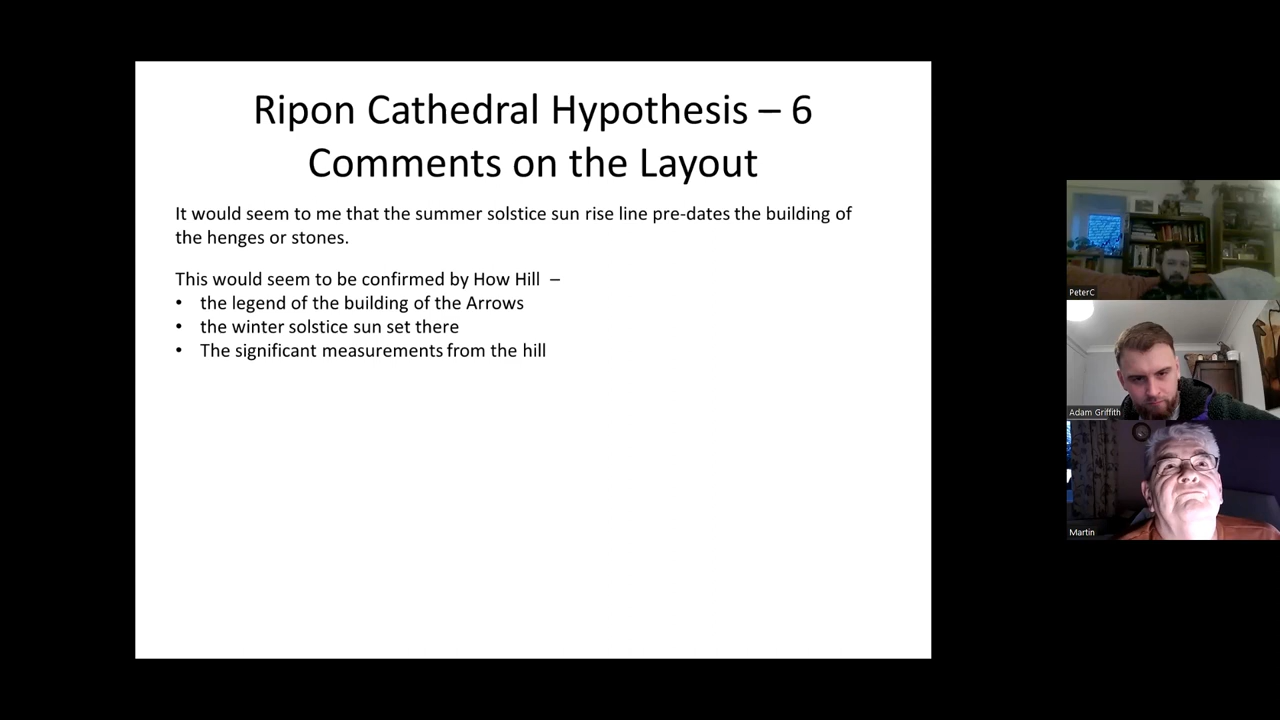 Ripon Cathedral Hypothesis – 6
Comments on the Layout
It would seem to me that the summer solstice sun rise line pre-dates the building of
the henges or stones.
This would seem to be confirmed by How Hill –
• the legend of the building of the Arrows
• the winter solstice sun set there
• The significant measurements from the hill
PeterC
Adam Griffith
Martin